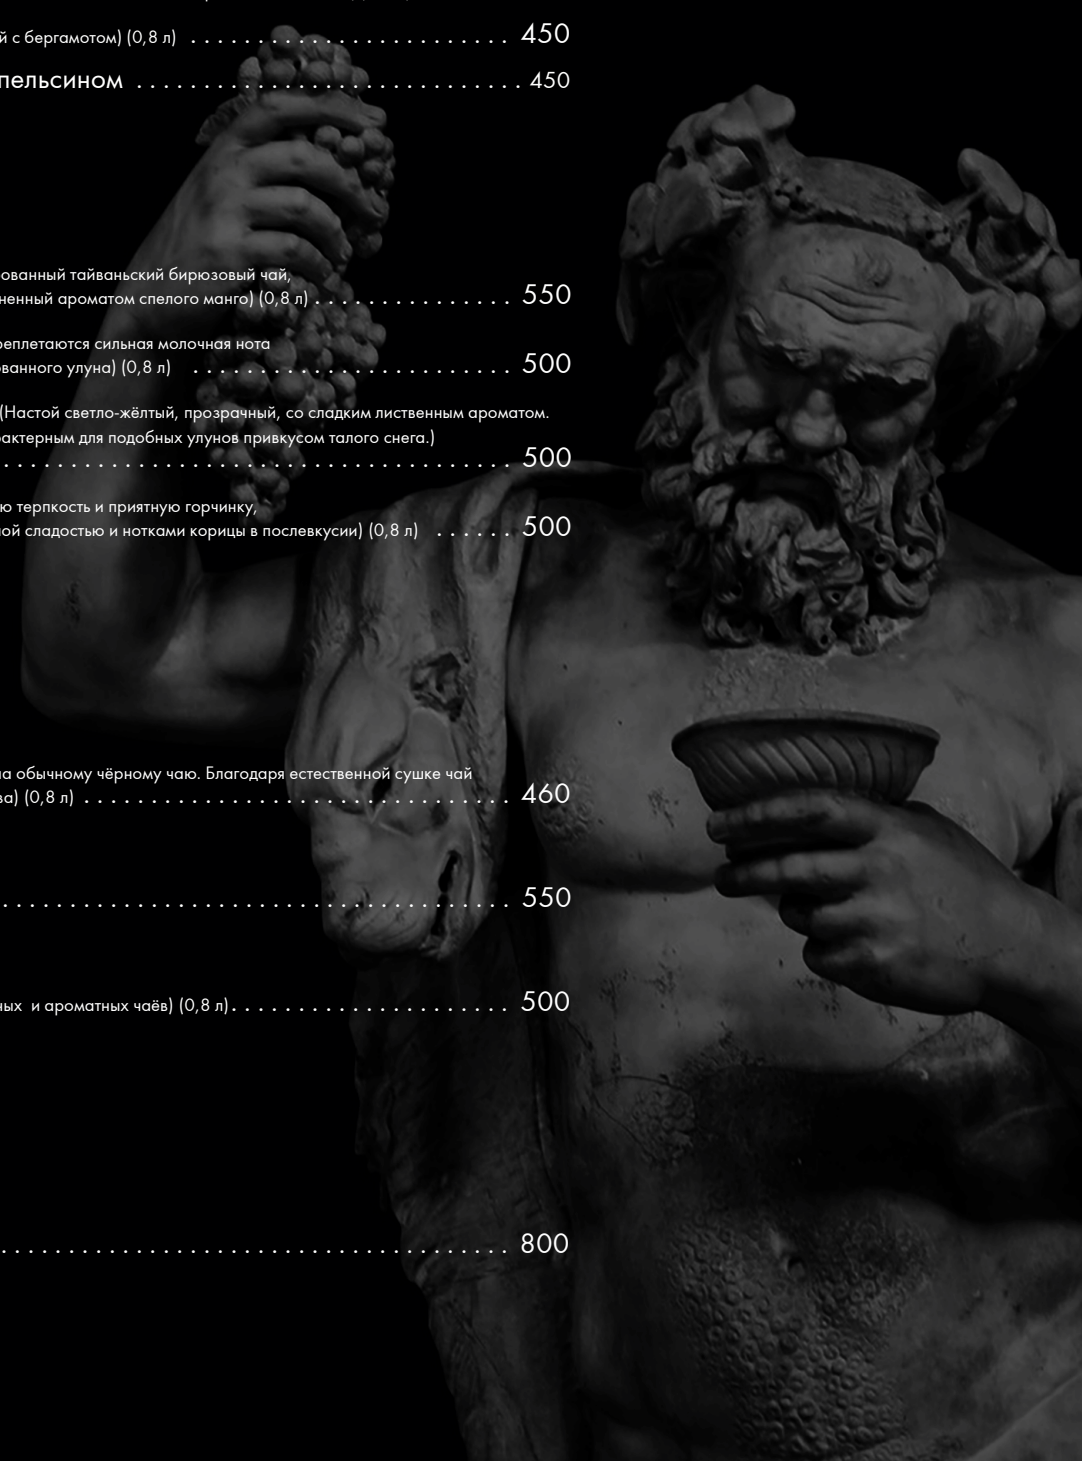 й с бергамотом) (0,8 л) . . . . . . . . . . . . . . . . . . . . . . . . 450
пельсином . . . . . . . . . . . . . . . . . . . . . . . . . . . . . 450
ованный тайваньский бирюзовый чай,
ненный ароматом спелого манго) (0,8 л) . . . . . . . . . . . . . . . 550
реплетаются сильная молочная нота
ованного улуна) (0,8 л) . . . . . . . . . . . . . . . . . . . . . . . . 500
(Настой светло-жёлтый, прозрачный, со сладким лиственным ароматом.
рактерным для подобных улунов привкусом талого снега.)
. . . . . . . . . . . . . . . . . . . . . . . . . . . . . . . . . . . . . . 500
ю терпкость и приятную горчинку,
ной сладостью и нотками корицы в послевкусии) (0,8 л) . . . . . . 500
на обычному чёрному чаю. Благодаря естественной сушке чай
ва) (0,8 л) . . . . . . . . . . . . . . . . . . . . . . . . . . . . . . . . 460
. . . . . . . . . . . . . . . . . . . . . . . . . . . . . . . . . . . . . . 550
ных и ароматных чаёв) (0,8 л). . . . . . . . . . . . . . . . . . . . . 500
. . . . . . . . . . . . . . . . . . . . . . . . . . . . . . . . . . . . . . 800